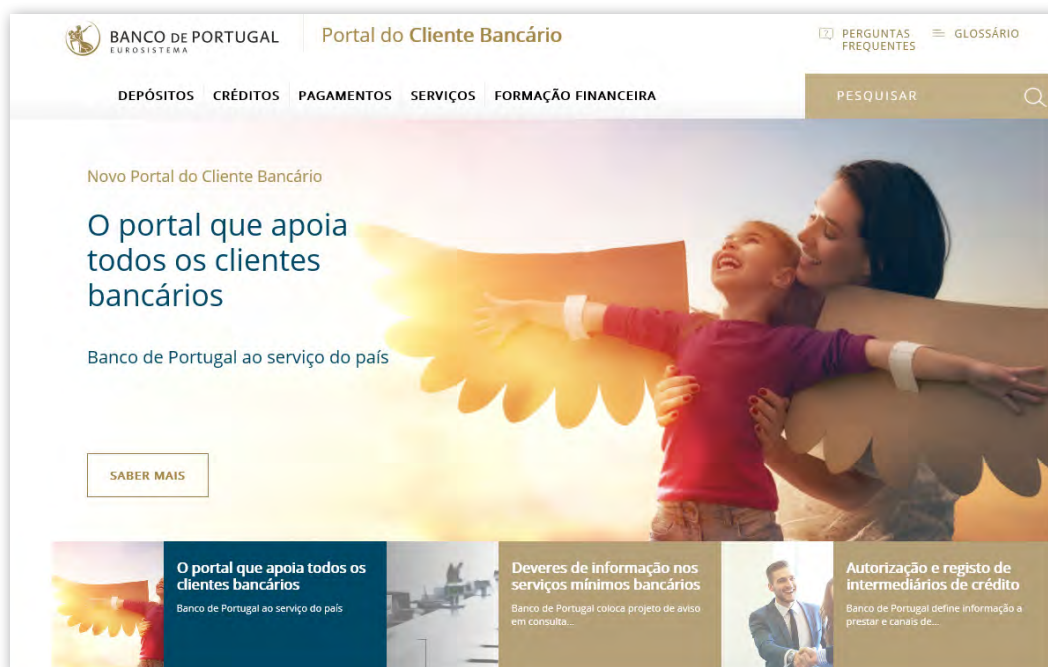 BANCO DE PORTUGAL
EUROSISTEMA
Portal do Cliente Bancário
PERGUNTAS
FREQUENTES
GLOSSÁRIO
DEPÓSITOS CRÉDITOS PAGAMENTOS SERVIÇOS FORMAÇÃO FINANCEIRA
PESQUISAR
Novo Portal do Cliente Bancário
O portal que apoia
todos os clientes
bancários
Banco de Portugal ao serviço do país
SABER MAIS
O portal que apoia todos os
clientes bancários
Banco de Portugal ao serviço do país
Deveres de informação nos
serviços mínimos bancários
Banco de Portugal coloca projeto de aviso
em consulta...
Autorização e registo de
intermediários de crédito
Banco de Portugal define informação a
prestar e canais de...